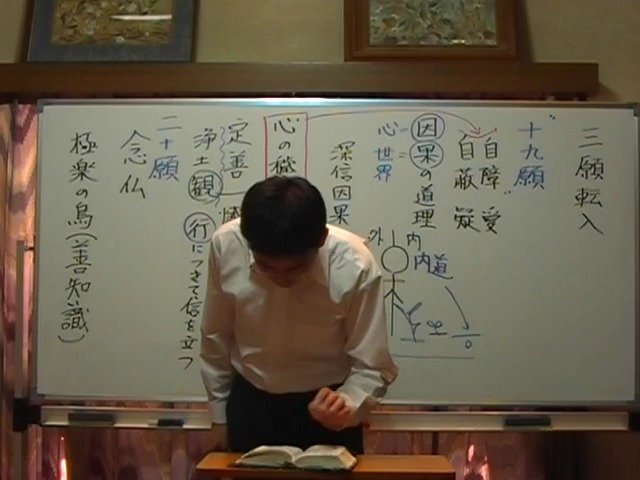 三願転入
十九願
自障自蔽
愛疑
因果の道理
心＝世界
外 内
内道
深信因果
心の
定善
浄土観
行につきて信を立つ
二十願
念仏
極楽の鳥(善知識)